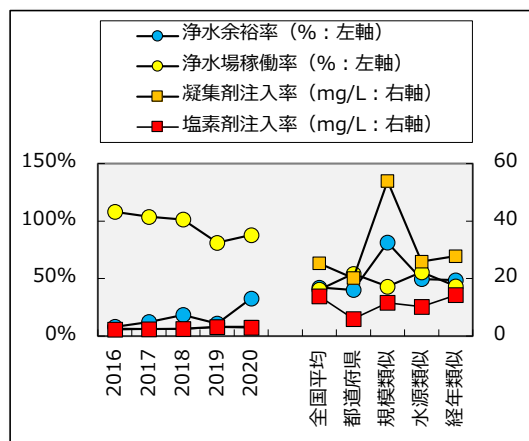 浄水余裕率（%：左軸）
浄水場稼働率（%：左軸）
凝集剤注入率（mg/L：右軸）
塩素剤注入率（mg/L：右軸）
150%
100%
50%
0%
60
40
20
0
2016
2017
2018
2019
2020
全国平均
都道府県
規模類似
水源類似
経年類似